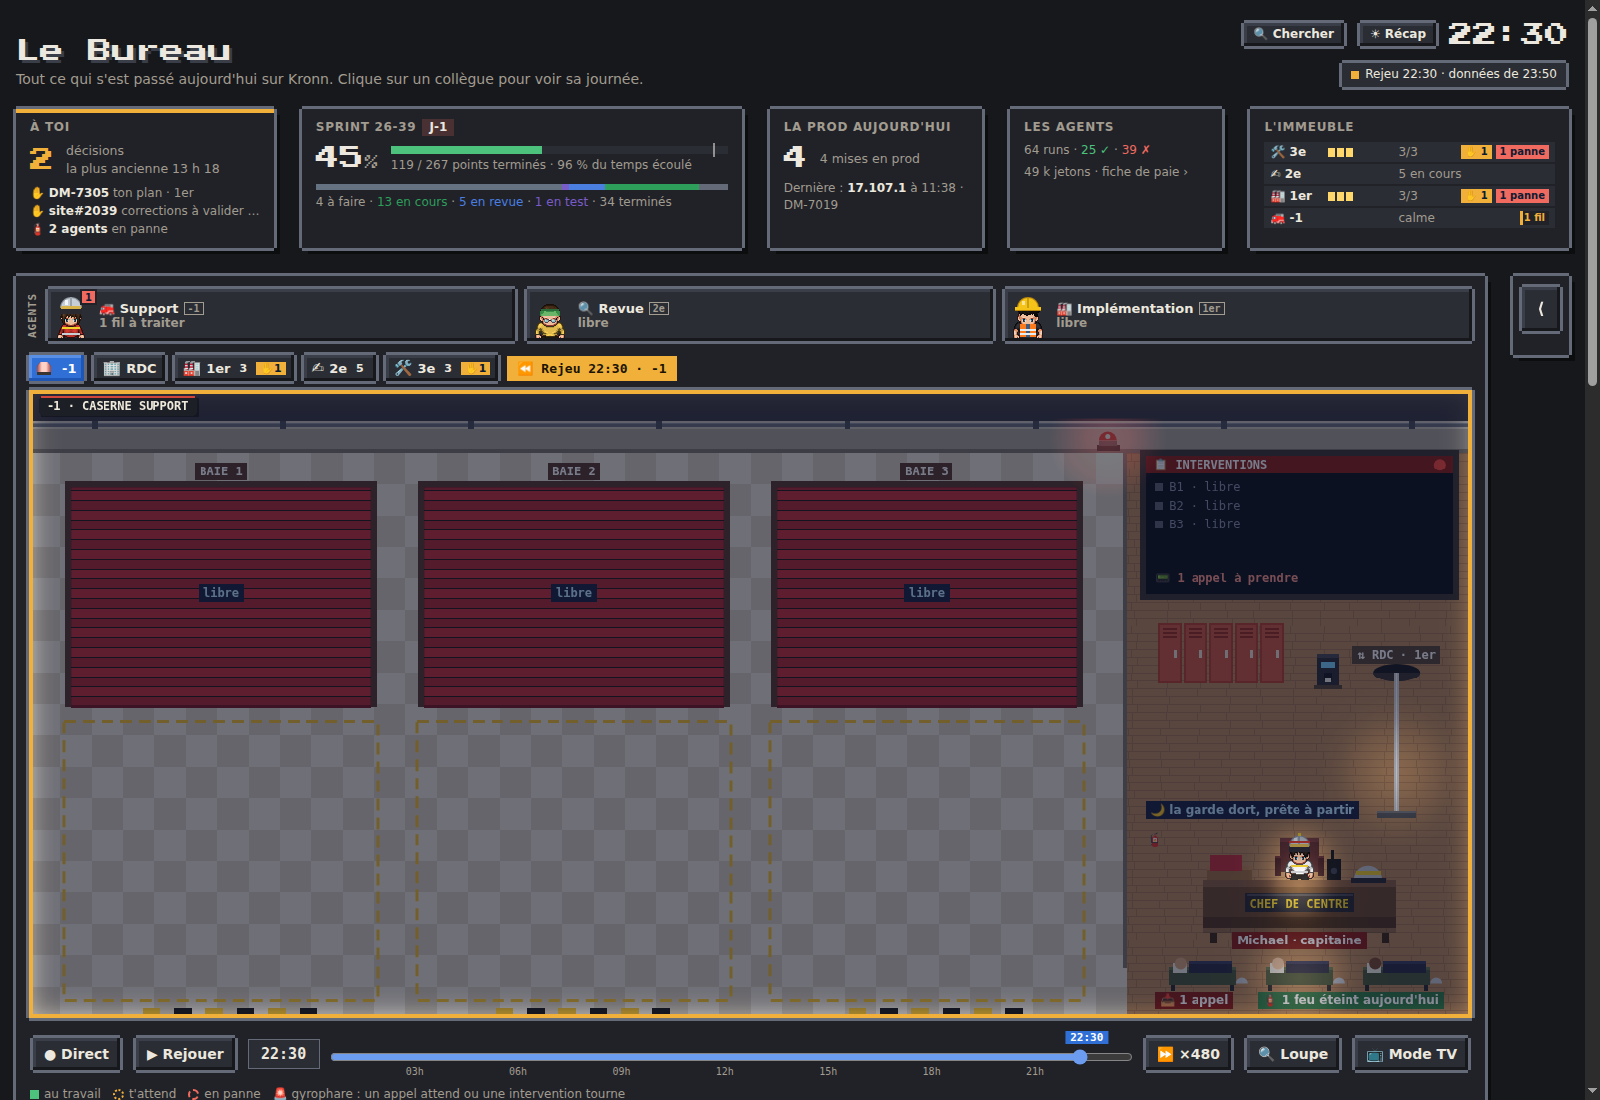 Le Bureau
Tout ce qui s'est passé aujourd'hui sur Kronn. Clique sur un collègue pour voir sa journée.
Chercher
Récap
22:30
Rejeu 22:30 · données de 23:50
À TOI
2
décisions
la plus ancienne 13 h 18
DM-7305 ton plan · 1er
site#2039 corrections à valider ...
2 agents en panne
SPRINT 26-39 J-1
45%
119 / 267 points terminés · 96 % du temps écoulé
4 à faire · 13 en cours · 5 en revue · 1 en test · 34 terminés
LA PROD AUJOURD'HUI
4 4 mises en prod
Dernière : 17.107.1 à 11:38 ·
DM-7019
LES AGENTS
64 runs · 25 ✓ · 39 ✗
49 k jetons · fiche de paie ›
L'IMMEUBLE
3e 3/3 1 1 panne
2e 5 en cours
1er 3/3 1 1 panne
-1 calme 1 fil
AGENTS
1
Support -1
1 fil à traiter
Revue 2e
libre
Implémentation 1er
libre
-1
RDC
1er 3 1
2e 5
3e 3 1
Rejeu 22:30 · -1
-1 · CASERNE SUPPORT
BAIE 1
BAIE 2
BAIE 3
libre
libre
libre
INTERVENTIONS
B1 · libre
B2 · libre
B3 · libre
1 appel à prendre
⇅ RDC · 1er
la garde dort, prête à partir
CHEF DE CENTRE
Michael · capitaine
1 appel
1 feu éteint aujourd'hui
● Direct
▶ Rejouer
22:30
22:30
03h 06h 09h 12h 15h 18h 21h
×480
Loupe
Mode TV
au travail t'attend en panne gyrophare : un appel attend ou une intervention tourne